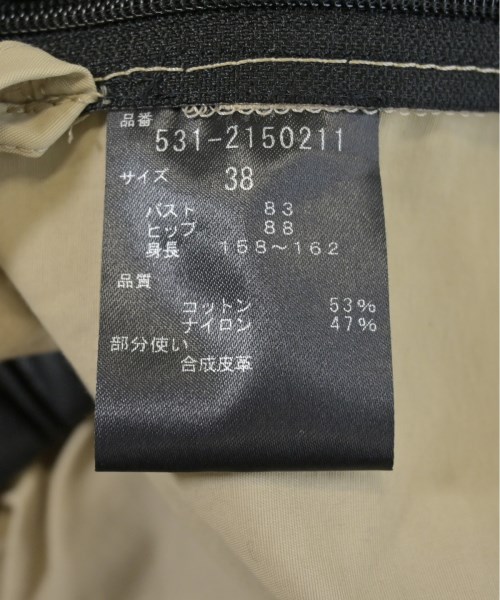 品番
531-2150211
サイズ 38
バスト 83
ヒップ 88
身長 158〜162
品質
コットン 53%
ナイロン 47%
部分使い
合成皮革